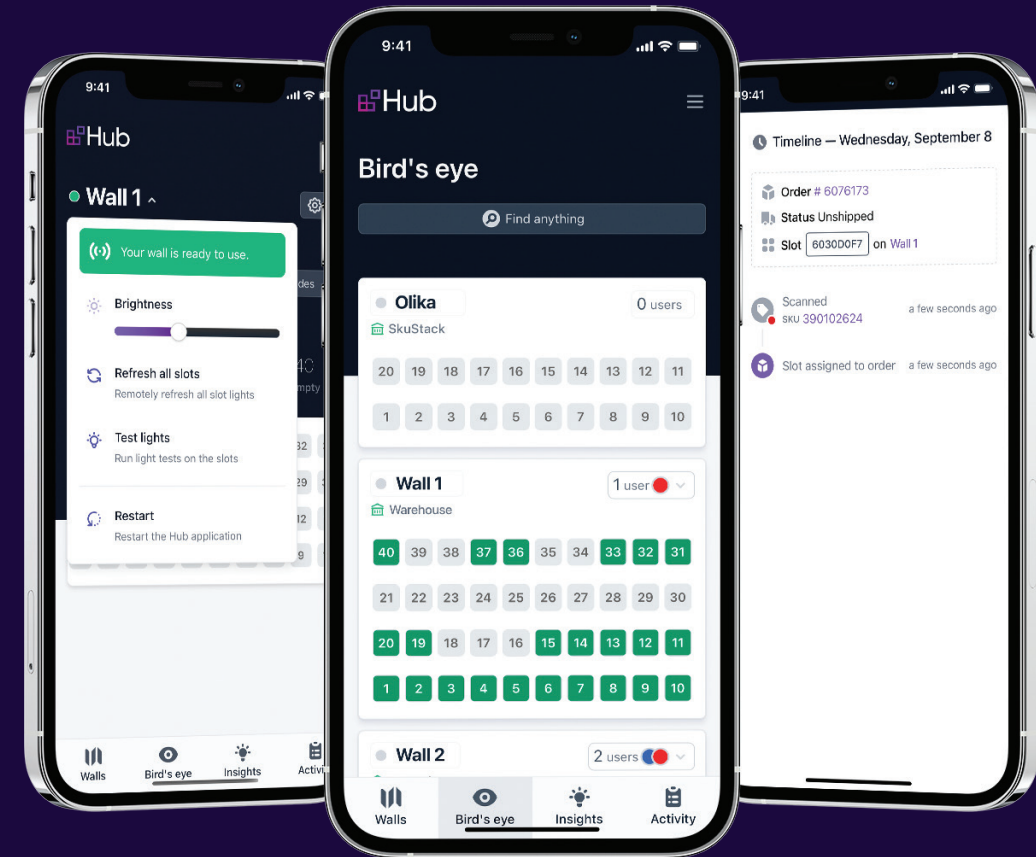 9:41
Hub
Wall 1
Your wall is ready to use.
Brightness
Refresh all slots
Remotely refresh all slot lights
Test lights
Run light tests on the slots
Restart
Restart the Hub application
32
29
12
9
Walls
Bird's eye
Insights
9:41
Hub
Bird's eye
Find anything
Olika
0 users
SkuStack
20 19 18 17 16 15 14 13 12 11
1 2 3 4 5 6 7 8 9 10
Wall 1
1 user
Warehouse
40 39 38 37 36 35 34 33 32 31
21 22 23 24 25 26 27 28 29 30
20 19 18 17 16 15 14 13 12 11
1 2 3 4 5 6 7 8 9 10
Wall 2
2 users
Walls
Bird's eye
Insights
Activity
9:41
Timeline — Wednesday, September 8
Order # 6076173
Status Unshipped
Slot 6030D0F7 on Wall 1
Scanned
SKU 390102624
a few seconds ago
Slot assigned to order
a few seconds ago